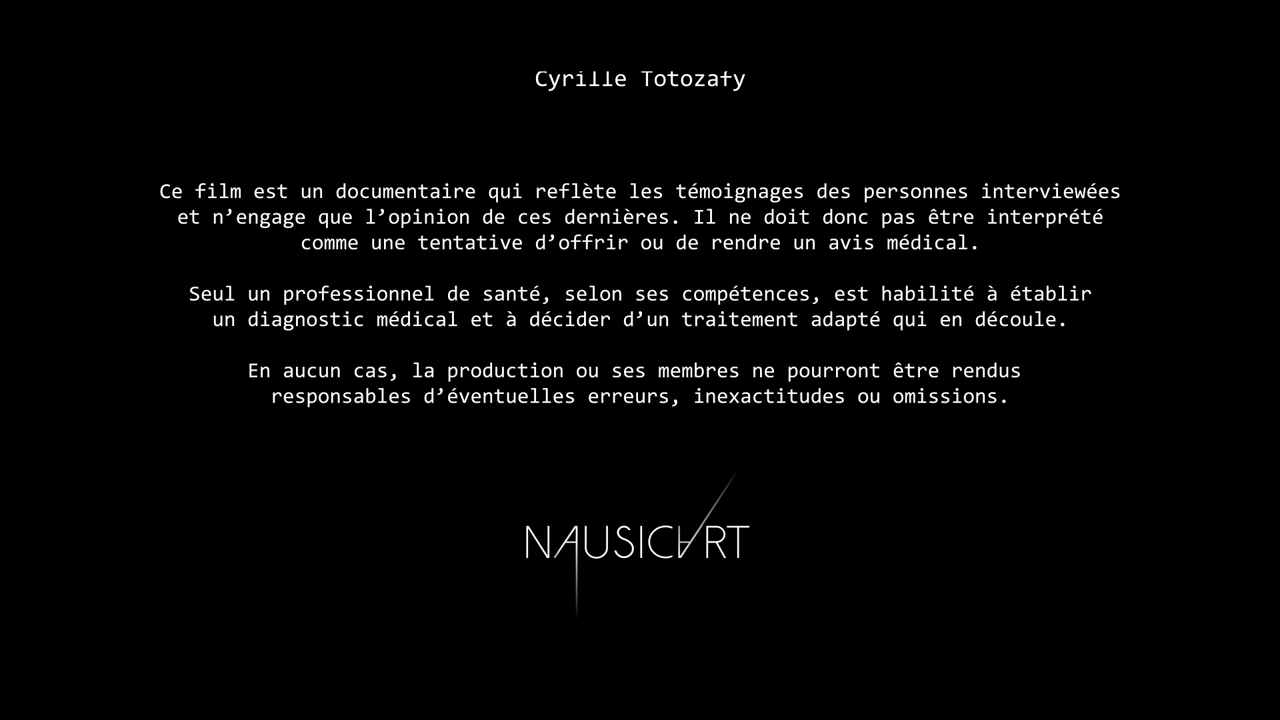 Cyrille Totozafy
Ce film est un documentaire qui reflète les témoignages des personnes interviewées
et n’engage que l’opinion de ces dernières. Il ne doit donc pas être interprété
comme une tentative d’offrir ou de rendre un avis médical.
Seul un professionnel de santé, selon ses compétences, est habilité à établir
un diagnostic médical et à décider d’un traitement adapté qui en découle.
En aucun cas, la production ou ses membres ne pourront être rendus
responsables d’éventuelles erreurs, inexactitudes ou omissions.
NAUSICART